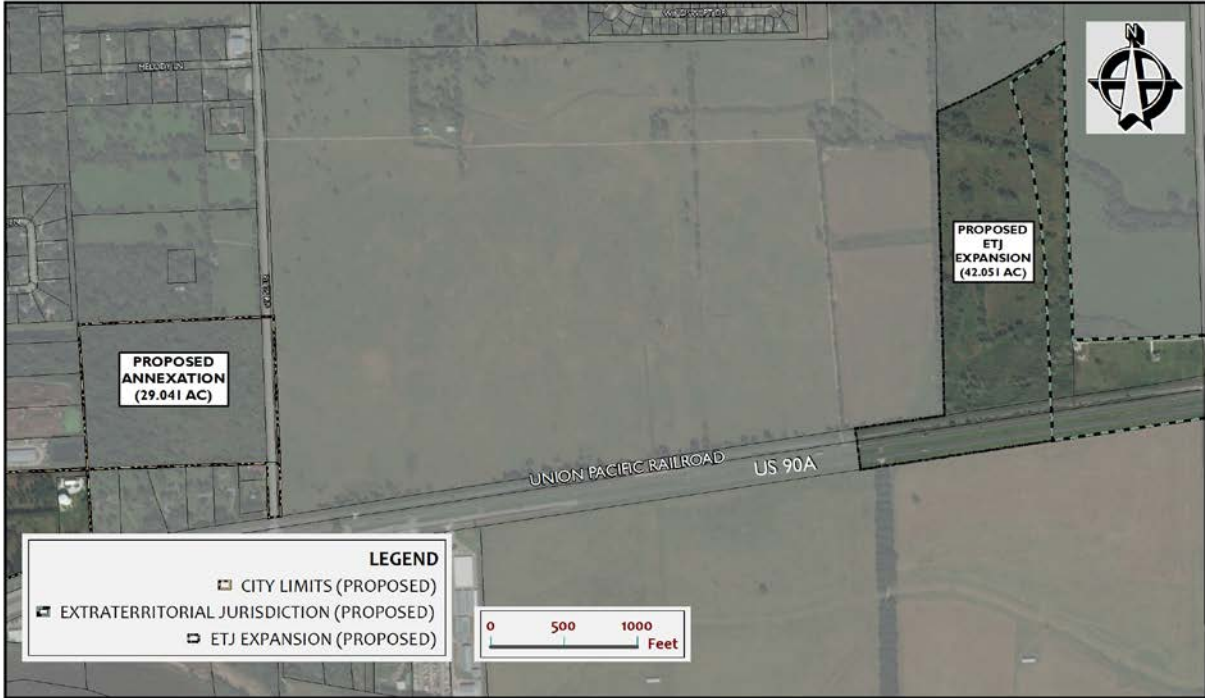 N
PROPOSED
ETJ
EXPANSION
(42.051 AC)
PROPOSED
ANNEXATION
(29.041 AC)
UNION PACIFIC RAILROAD
US 90A
LEGEND
CITY LIMITS (PROPOSED)
EXTRATERRITORIAL JURISDICTION (PROPOSED)
ETJ EXPANSION (PROPOSED)
0 500 1000
Feet